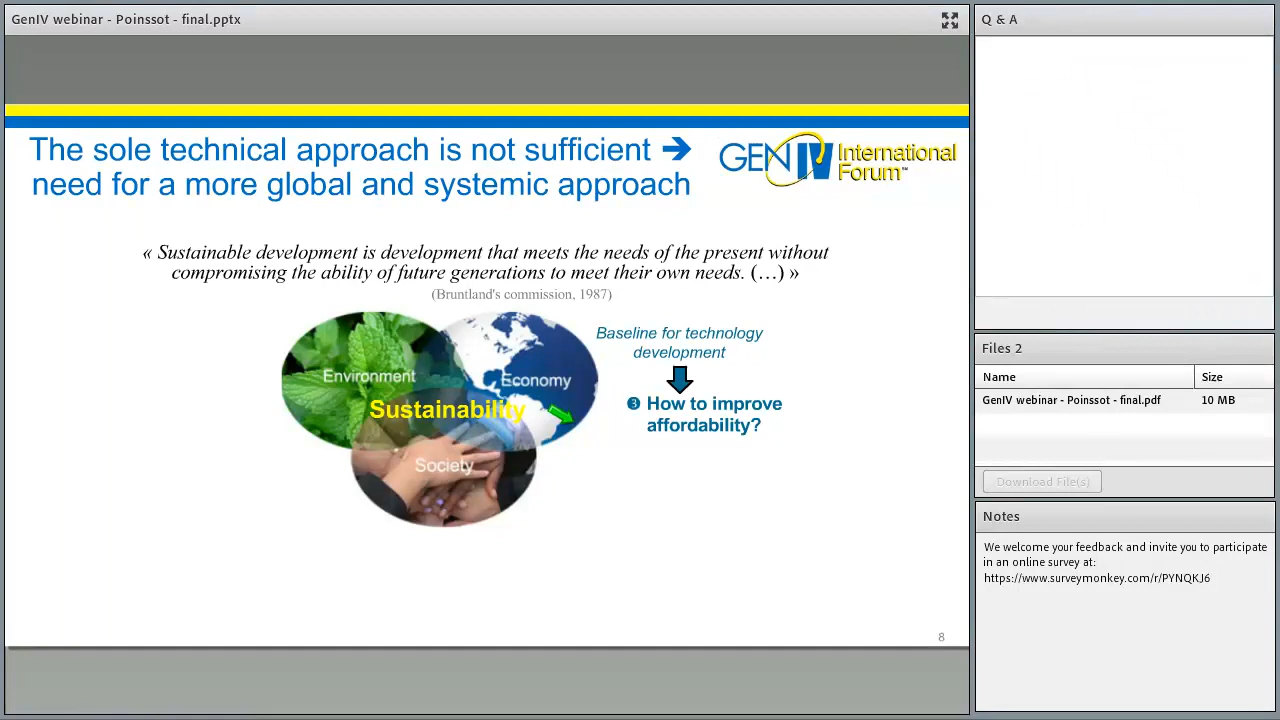 GenIV webinar - Poinssot - final.pptx
The sole technical approach is not sufficient ➔
need for a more global and systemic approach
GEN IV International
Forum™
« Sustainable development is development that meets the needs of the present without
compromising the ability of future generations to meet their own needs. (…) »
(Bruntland's commission, 1987)
Environment
Economy
Sustainability
Society
Baseline for technology
development
❸ How to improve
affordability?
8
Q & A
Files 2
Name Size
GenIV webinar - Poinssot - final.pdf 10 MB
Download File(s)
Notes
We welcome your feedback and invite you to participate
in an online survey at:
https://www.surveymonkey.com/r/PYNQKJ6